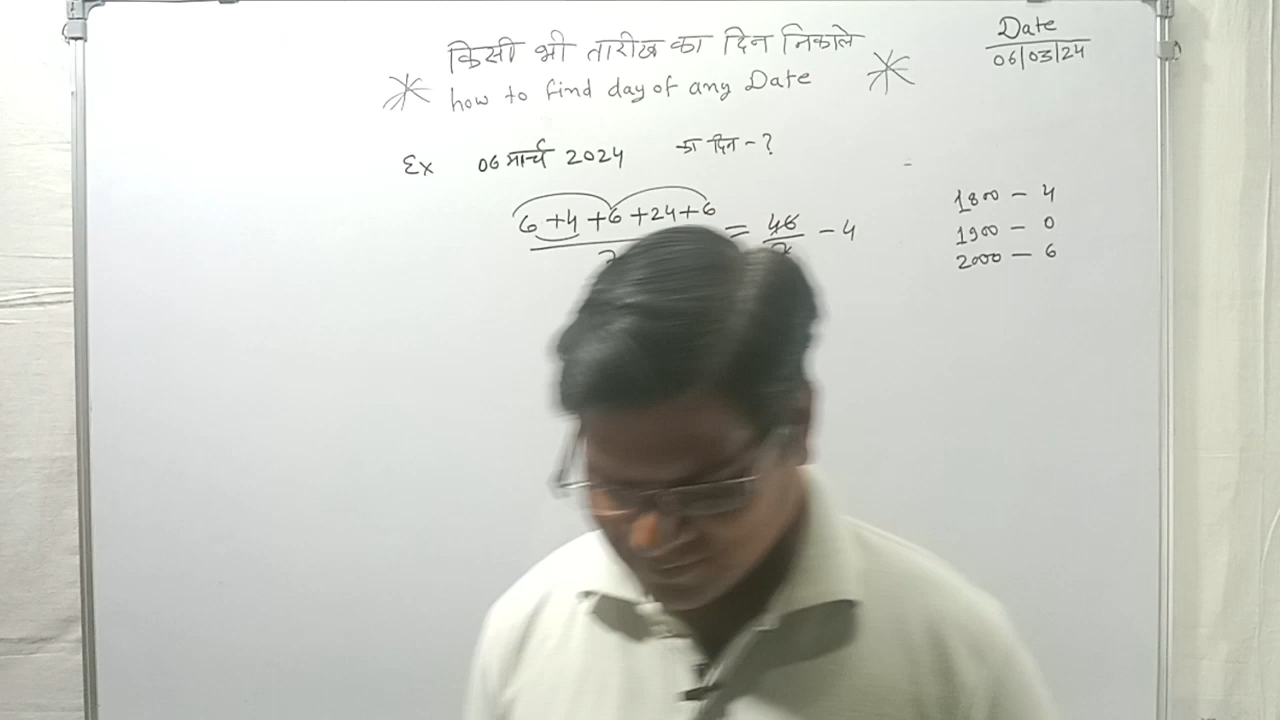 किसी भी तारीख का दिन निकाले
how to find day of any Date
Date
06/03/24
Ex 06 मार्च 2024 का दिन - ?
6 +4 +6 +24+6 = 46 - 4
7
1800 - 4
1900 - 0
2000 - 6